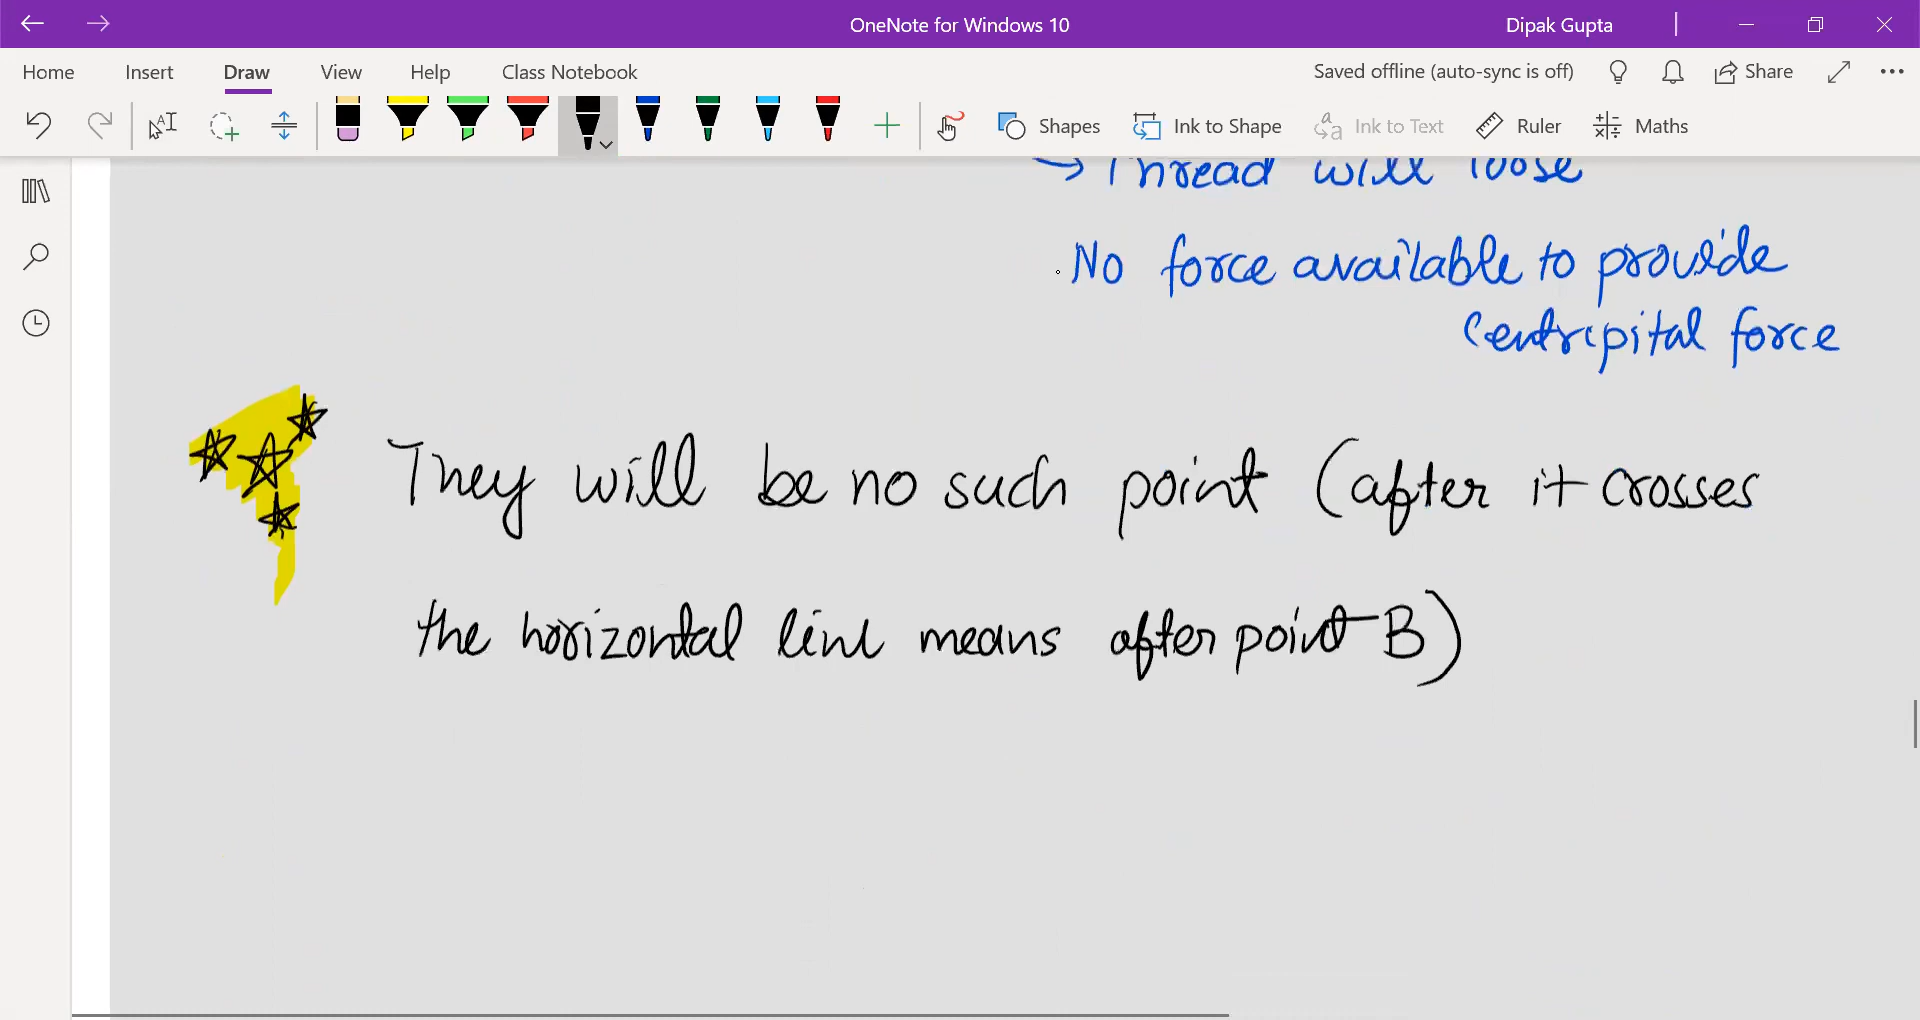 OneNote for Windows 10
Dipak Gupta
Home Insert Draw View Help Class Notebook
Saved offline (auto-sync is off) Share
Shapes Ink to Shape Ink to Text Ruler Maths
→ Thread will loose
No force available to provide
Centripital force
They will be no such point (after it crosses
the horizontal line means after point B)